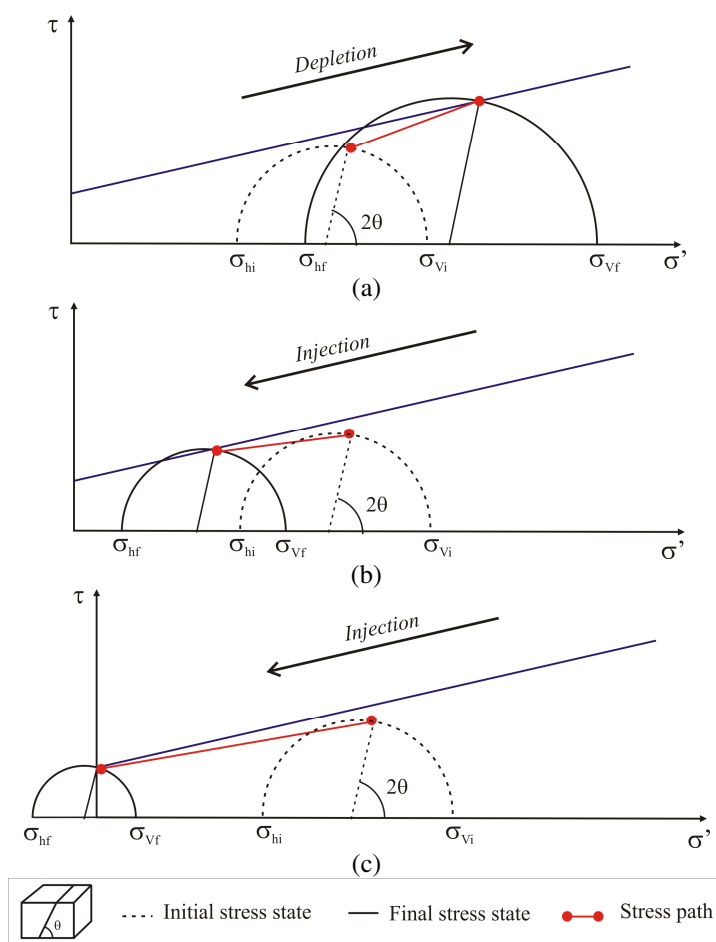 τ
Depletion
2θ
σhi
σhf
σVi
σVf
σ’
(a)
τ
Injection
2θ
σhf
σhi
σVf
σVi
σ’
(b)
τ
Injection
2θ
σhf
σVf
σhi
σVi
σ’
(c)
θ
Initial stress state
Final stress state
Stress path